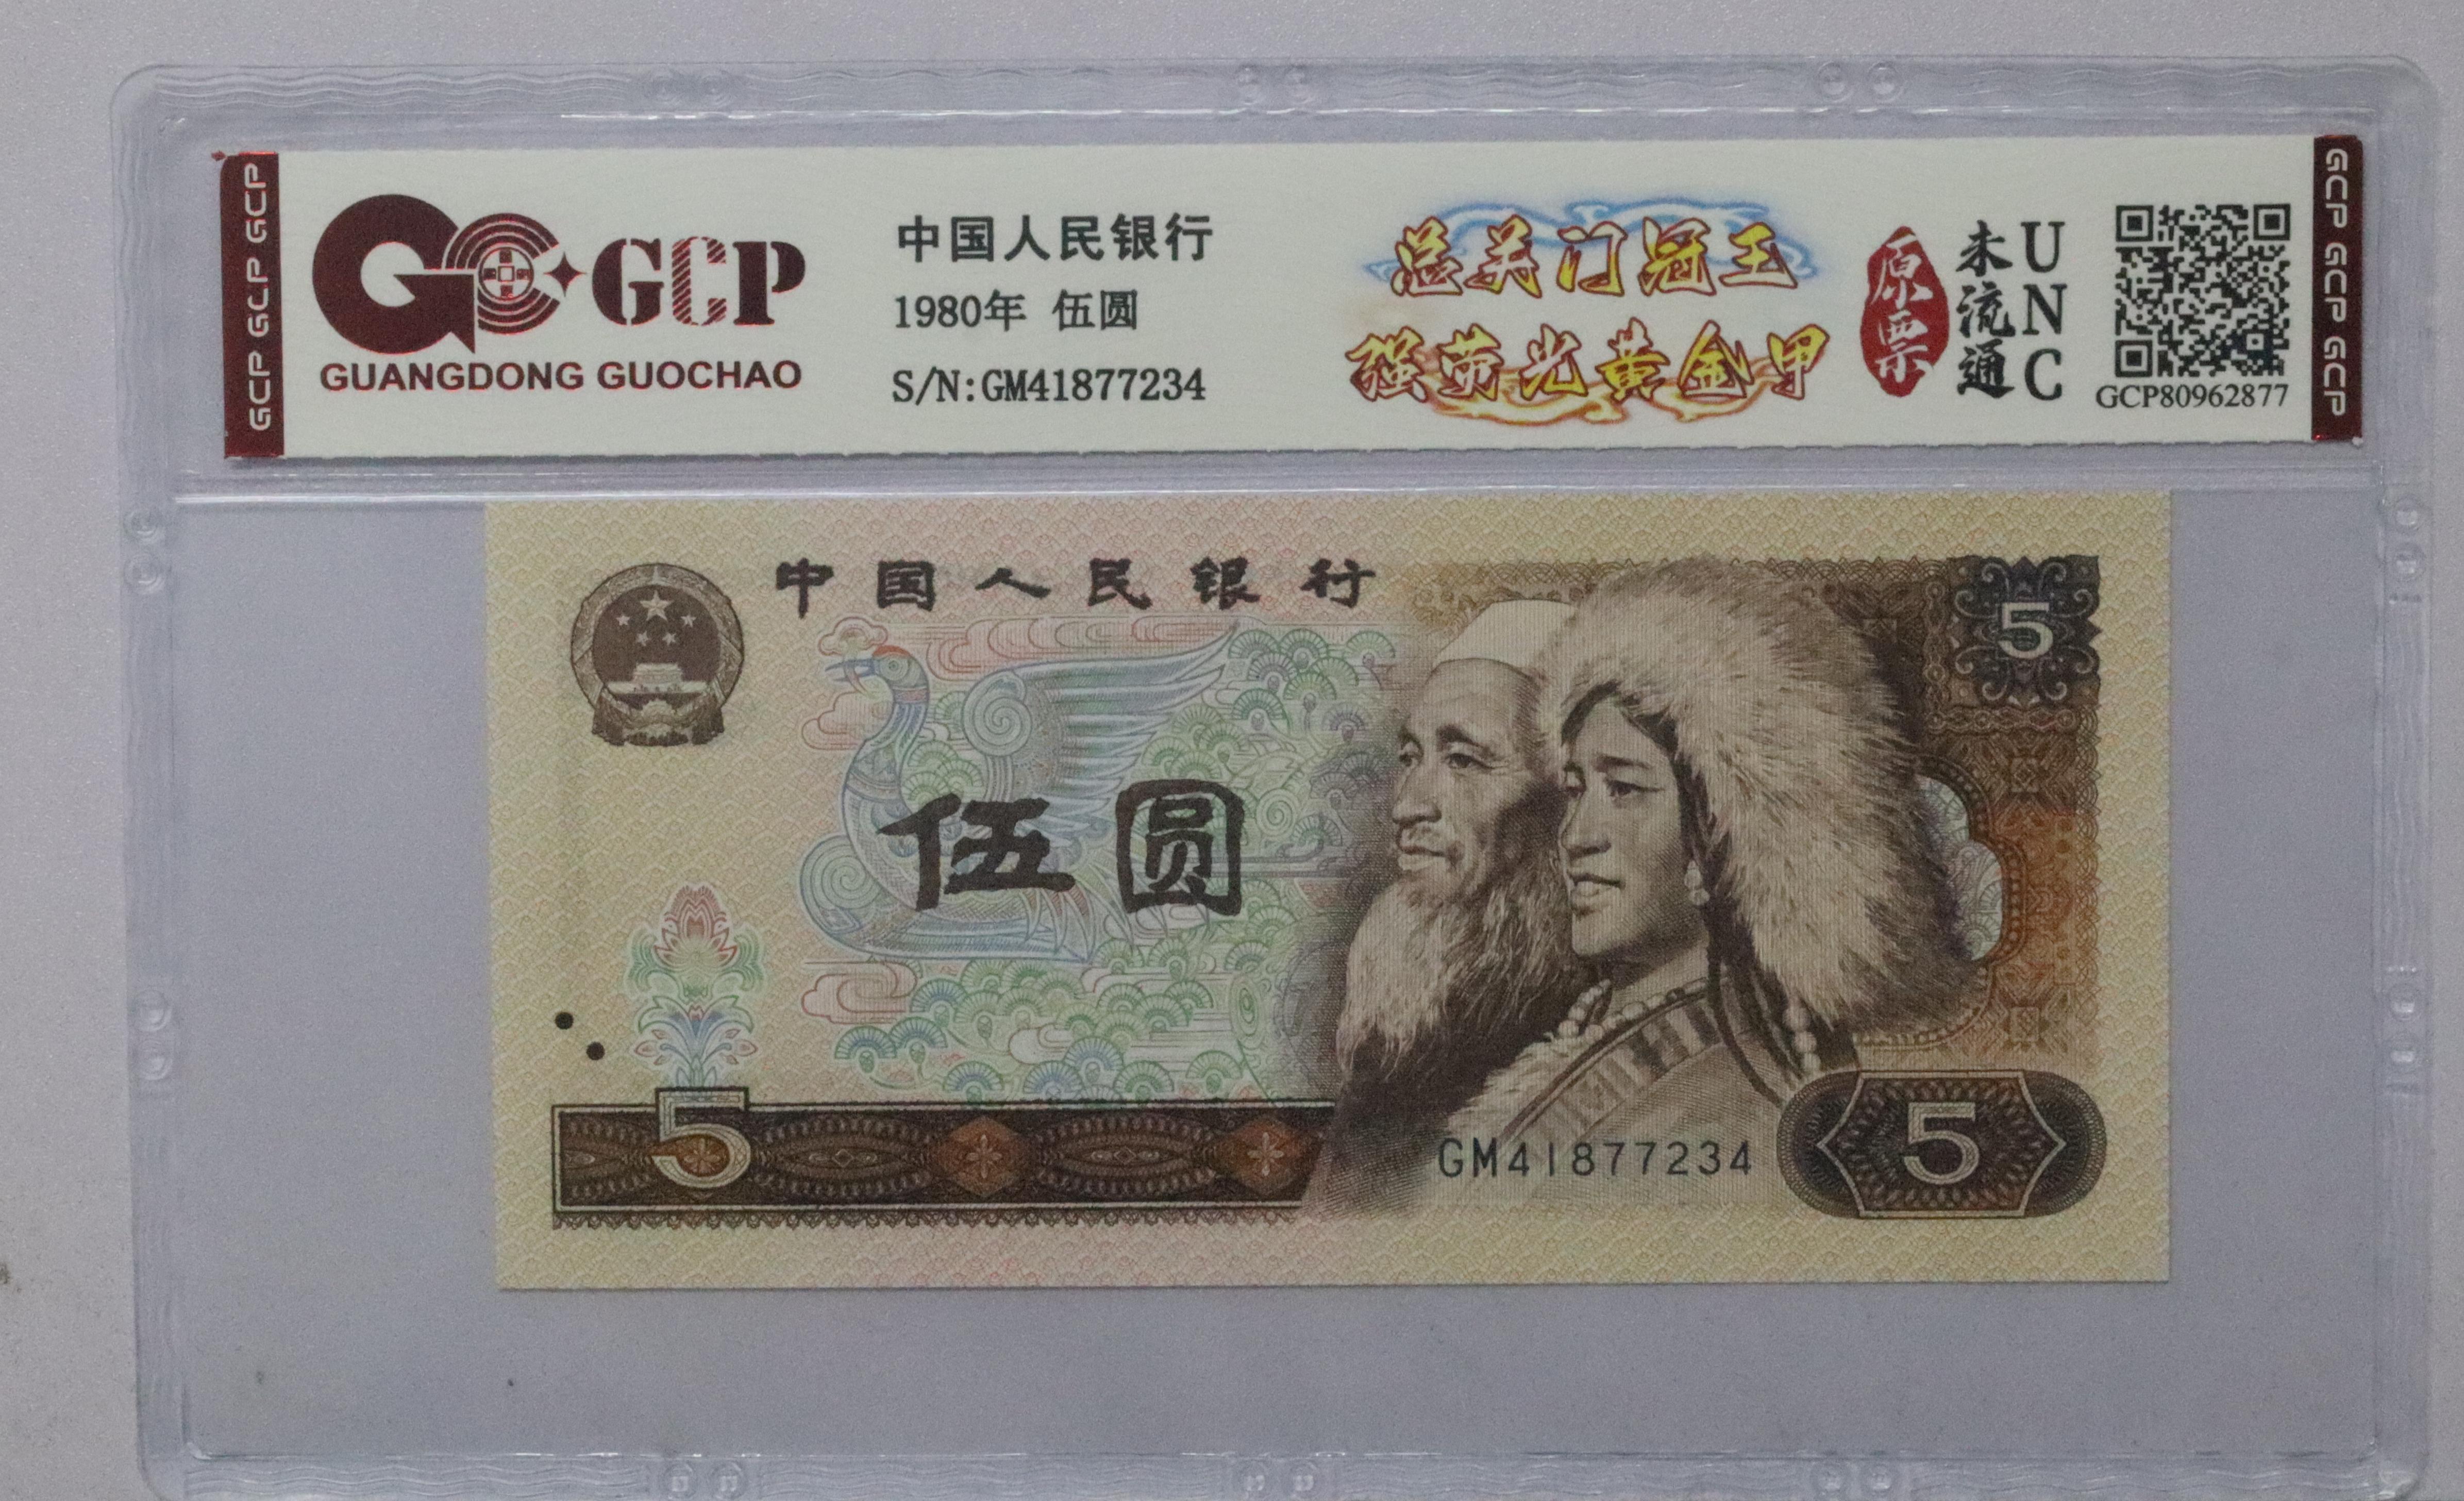 GCP GCP GCP
GCP
GUANGDONG GUOCHAO
中国人民银行
1980年 伍圆
S/N:GM41877234
总关门冠王
强荧光黄金甲
原票
未流通
UNC
GCP80962877
GCP GCP GCP
中国人民银行
5
伍圆
5
GM41877234
5